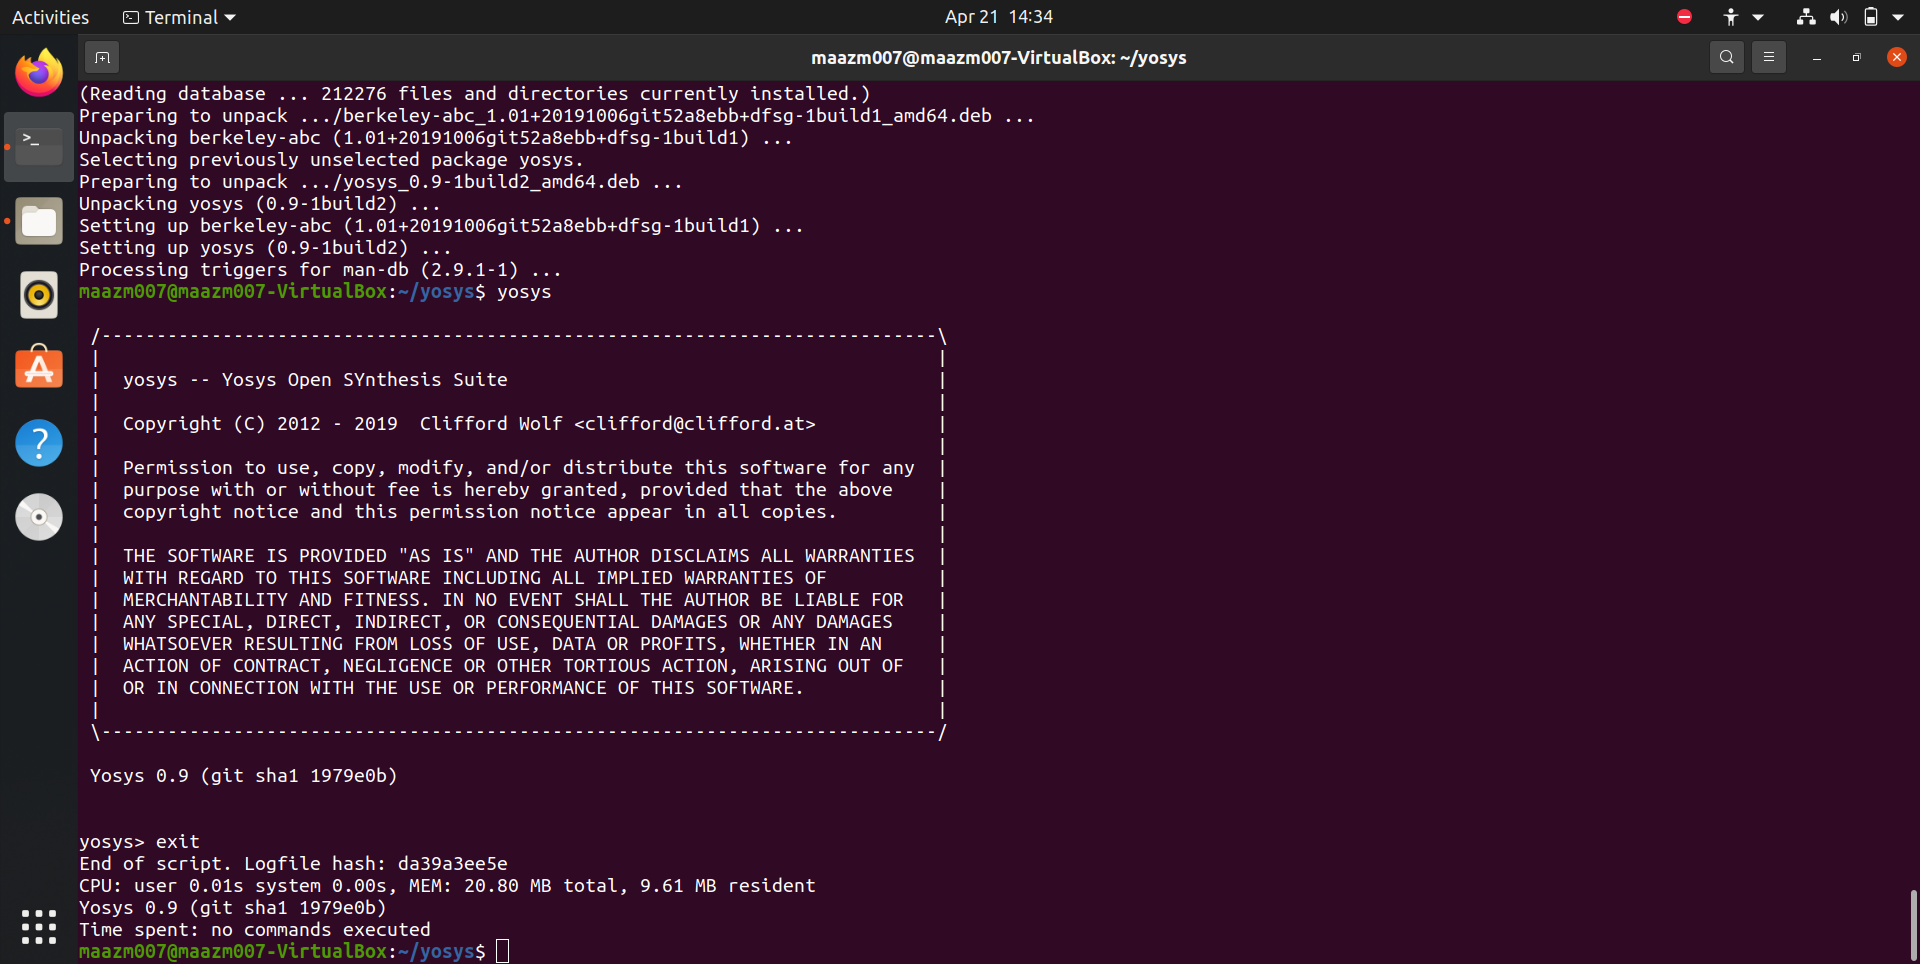 Activities
Terminal
Apr 21 14:34
maazm007@maazm007-VirtualBox: ~/yosys
(Reading database ... 212276 files and directories currently installed.)
Preparing to unpack .../berkeley-abc_1.01+20191006git52a8ebb+dfsg-1build1_amd64.deb ...
Unpacking berkeley-abc (1.01+20191006git52a8ebb+dfsg-1build1) ...
Selecting previously unselected package yosys.
Preparing to unpack .../yosys_0.9-1build2_amd64.deb ...
Unpacking yosys (0.9-1build2) ...
Setting up berkeley-abc (1.01+20191006git52a8ebb+dfsg-1build1) ...
Setting up yosys (0.9-1build2) ...
Processing triggers for man-db (2.9.1-1) ...
maazm007@maazm007-VirtualBox:~/yosys$ yosys
/----------------------------------------------------------------------------\
|                                                                            |
|  yosys -- Yosys Open SYnthesis Suite                                       |
|                                                                            |
|  Copyright (C) 2012 - 2019  Clifford Wolf <clifford@clifford.at>           |
|                                                                            |
|  Permission to use, copy, modify, and/or distribute this software for any  |
|  purpose with or without fee is hereby granted, provided that the above    |
|  copyright notice and this permission notice appear in all copies.         |
|                                                                            |
|  THE SOFTWARE IS PROVIDED "AS IS" AND THE AUTHOR DISCLAIMS ALL WARRANTIES  |
|  WITH REGARD TO THIS SOFTWARE INCLUDING ALL IMPLIED WARRANTIES OF          |
|  MERCHANTABILITY AND FITNESS. IN NO EVENT SHALL THE AUTHOR BE LIABLE FOR   |
|  ANY SPECIAL, DIRECT, INDIRECT, OR CONSEQUENTIAL DAMAGES OR ANY DAMAGES    |
|  WHATSOEVER RESULTING FROM LOSS OF USE, DATA OR PROFITS, WHETHER IN AN     |
|  ACTION OF CONTRACT, NEGLIGENCE OR OTHER TORTIOUS ACTION, ARISING OUT OF   |
|  OR IN CONNECTION WITH THE USE OR PERFORMANCE OF THIS SOFTWARE.            |
|                                                                            |
\----------------------------------------------------------------------------/
Yosys 0.9 (git sha1 1979e0b)
yosys> exit
End of script. Logfile hash: da39a3ee5e
CPU: user 0.01s system 0.00s, MEM: 20.80 MB total, 9.61 MB resident
Yosys 0.9 (git sha1 1979e0b)
Time spent: no commands executed
maazm007@maazm007-VirtualBox:~/yosys$